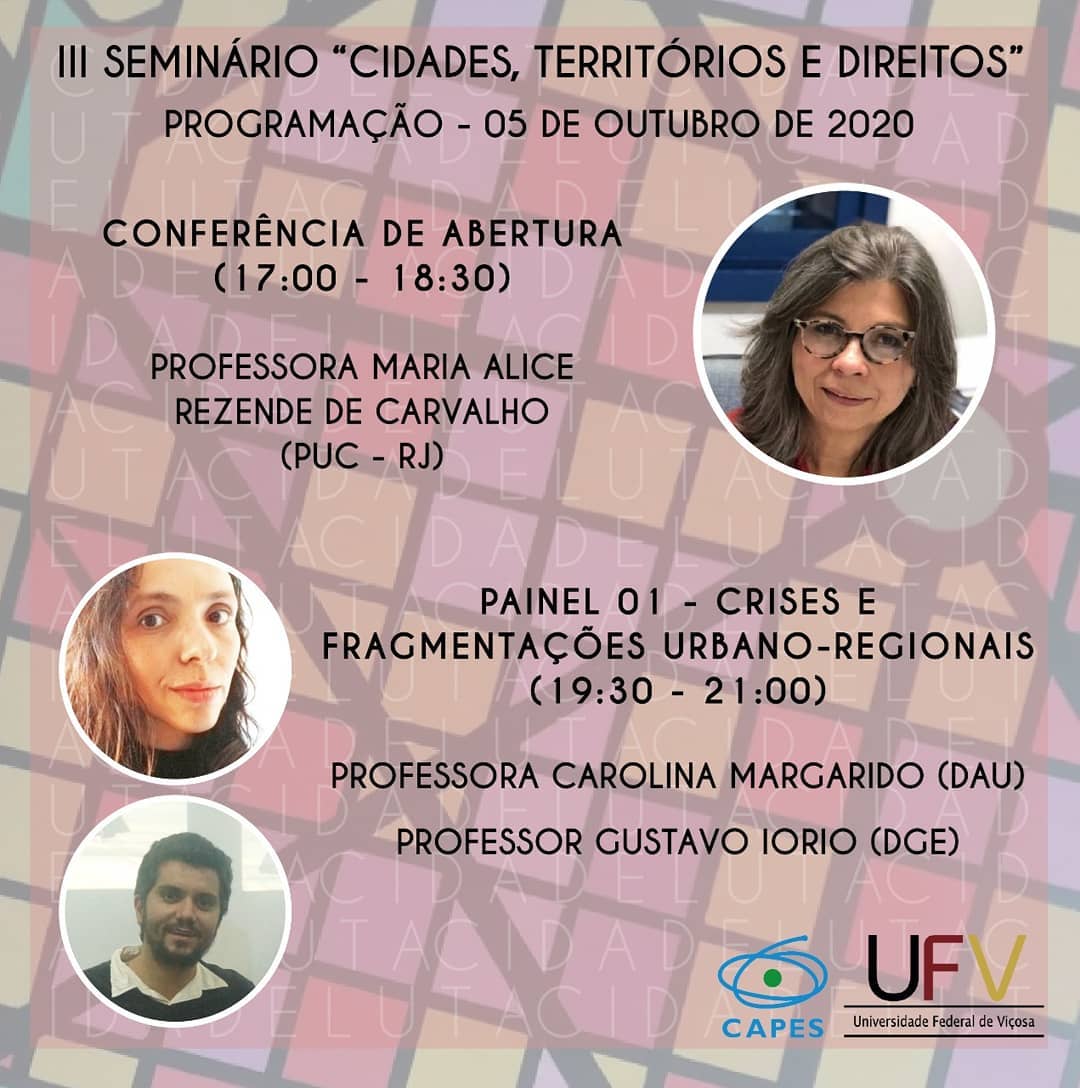 III SEMINÁRIO “CIDADES, TERRITÓRIOS E DIREITOS”
PROGRAMAÇÃO - 05 DE OUTUBRO DE 2020
CONFERÊNCIA DE ABERTURA
(17:00 - 18:30)
PROFESSORA MARIA ALICE
REZENDE DE CARVALHO
(PUC - RJ)
PAINEL 01 - CRISES E
FRAGMENTAÇÕES URBANO-REGIONAIS
(19:30 - 21:00)
PROFESSORA CAROLINA MARGARIDO (DAU)
PROFESSOR GUSTAVO IORIO (DGE)
CAPES
UFV
Universidade Federal de Viçosa